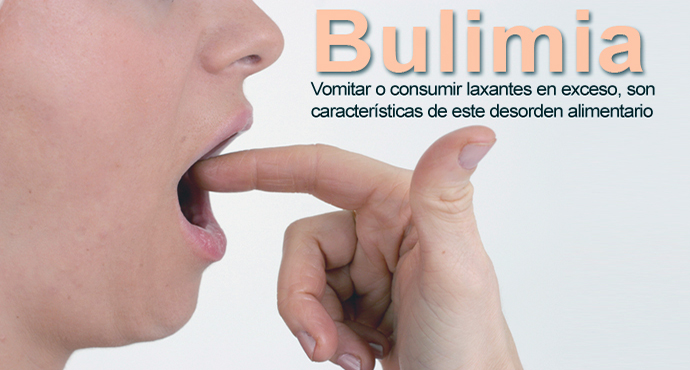 Bulimia
Vomitar o consumir laxantes en exceso, son
características de este desorden alimentario